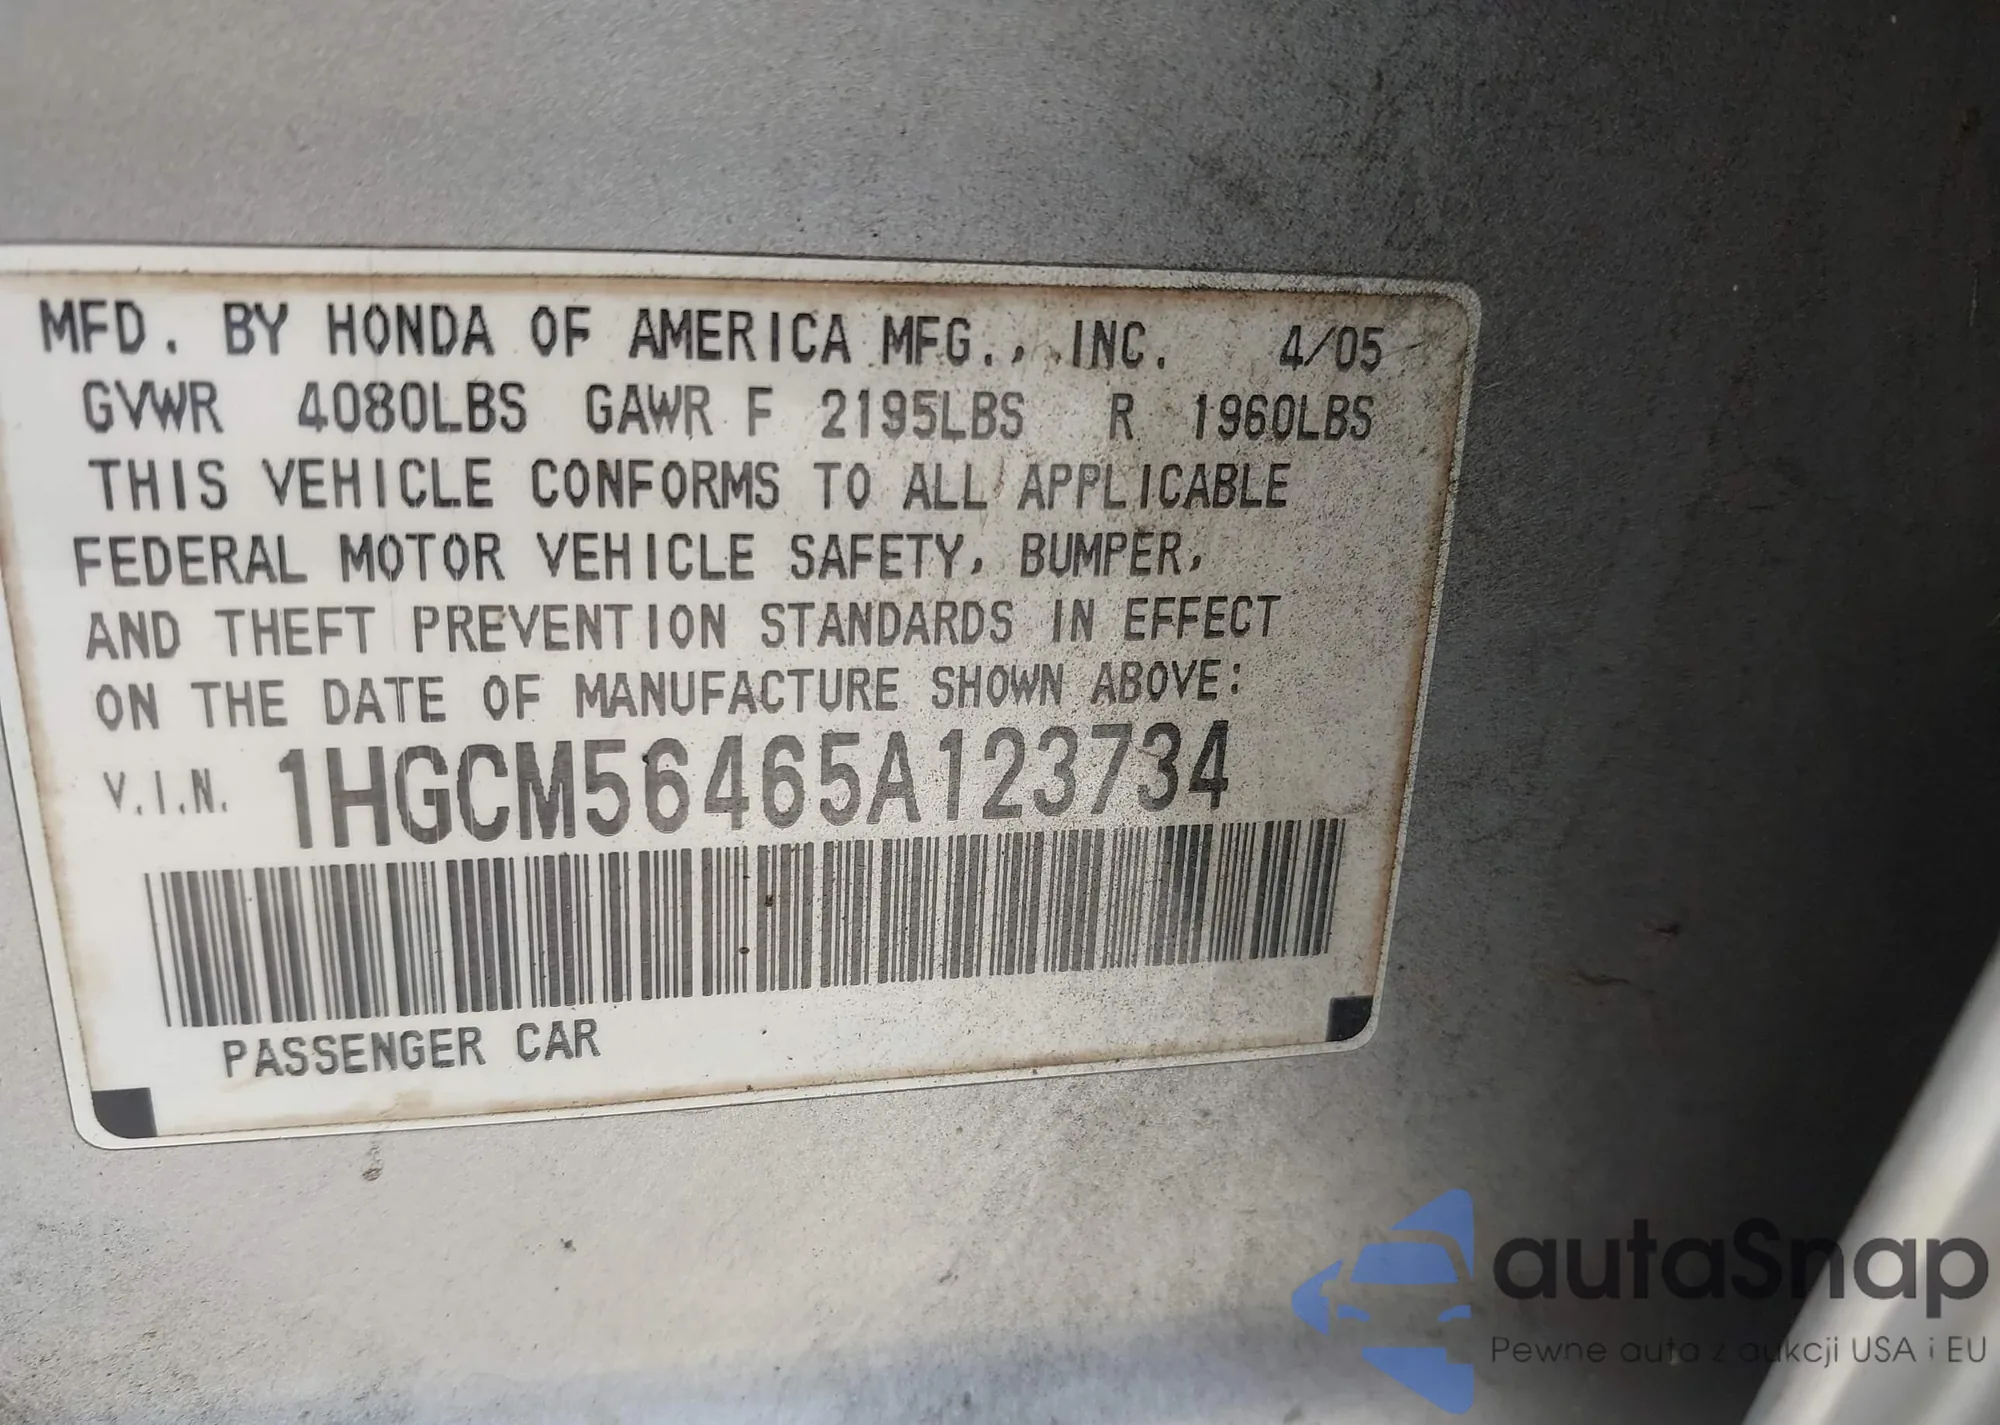 MFD. BY HONDA OF AMERICA MFG., INC. 4/05
GVWR 4080LBS GAWR F 2195LBS R 1960LBS
THIS VEHICLE CONFORMS TO ALL APPLICABLE
FEDERAL MOTOR VEHICLE SAFETY, BUMPER,
AND THEFT PREVENTION STANDARDS IN EFFECT
ON THE DATE OF MANUFACTURE SHOWN ABOVE:
V.I.N. 1HGCM56465A123734
PASSENGER CAR
autaSnap
Pewne auta z aukcji USA i EU